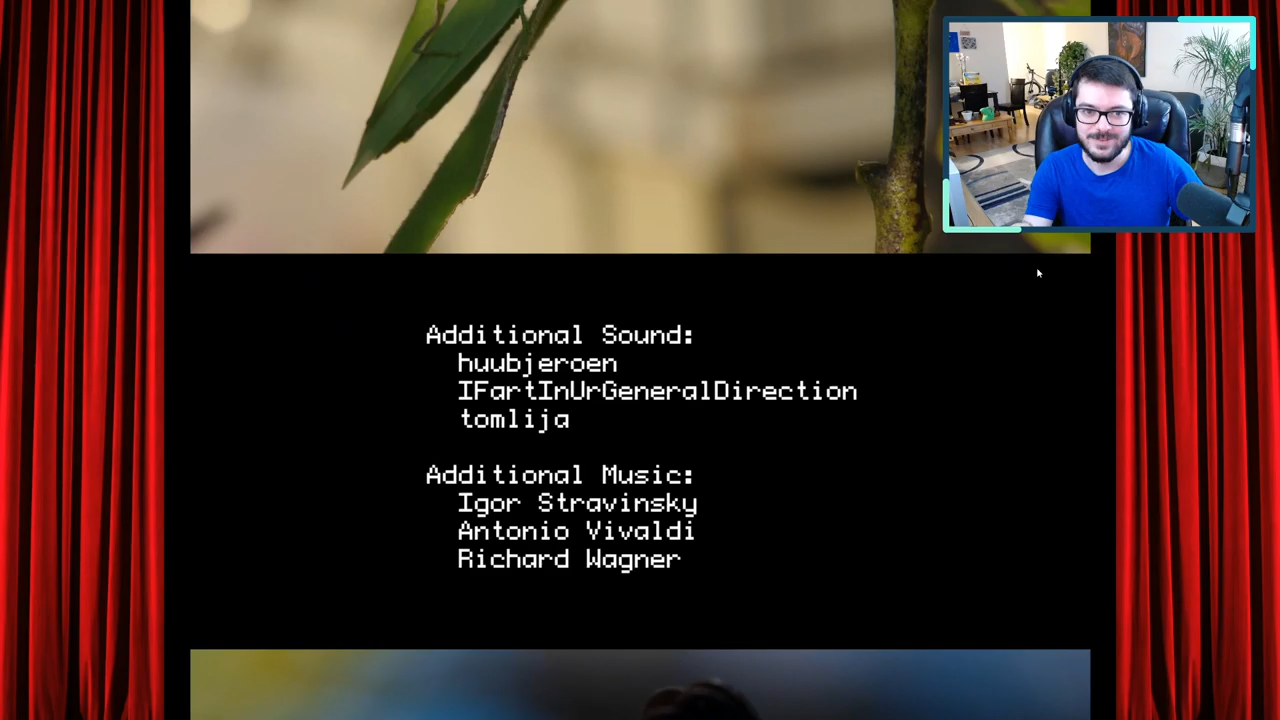 Additional Sound:
huubjeroen
IFartInUrGeneralDirection
tomlija
Additional Music:
Igor Stravinsky
Antonio Vivaldi
Richard Wagner